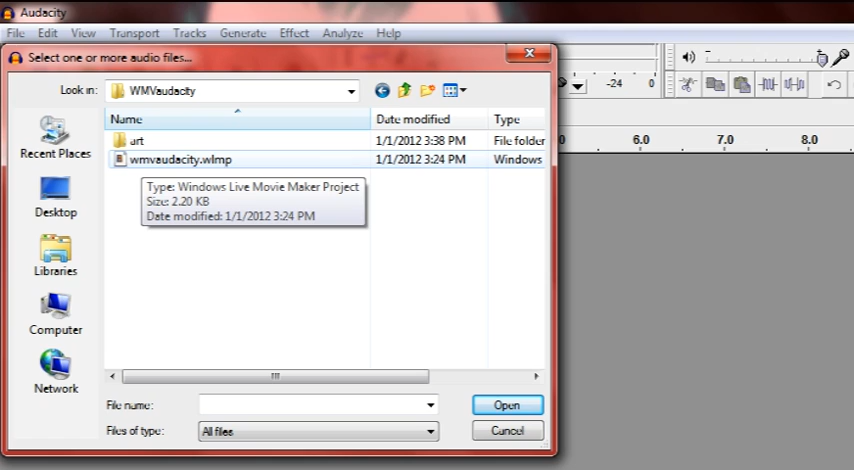 Audacity
File Edit View Transport Tracks Generate Effect Analyze Help
Select one or more audio files...
-24 0
Look in: WMVaudacity
Name Date modified Type
art 1/1/2012 3:38 PM File folder
wmvaudacity.wlmp 1/1/2012 3:24 PM Windows
6.0 7.0 8.0
Type: Windows Live Movie Maker Project
Size: 2.20 KB
Date modified: 1/1/2012 3:24 PM
Recent Places
Desktop
Libraries
Computer
Network
File name: Open
Files of type: All files Cancel